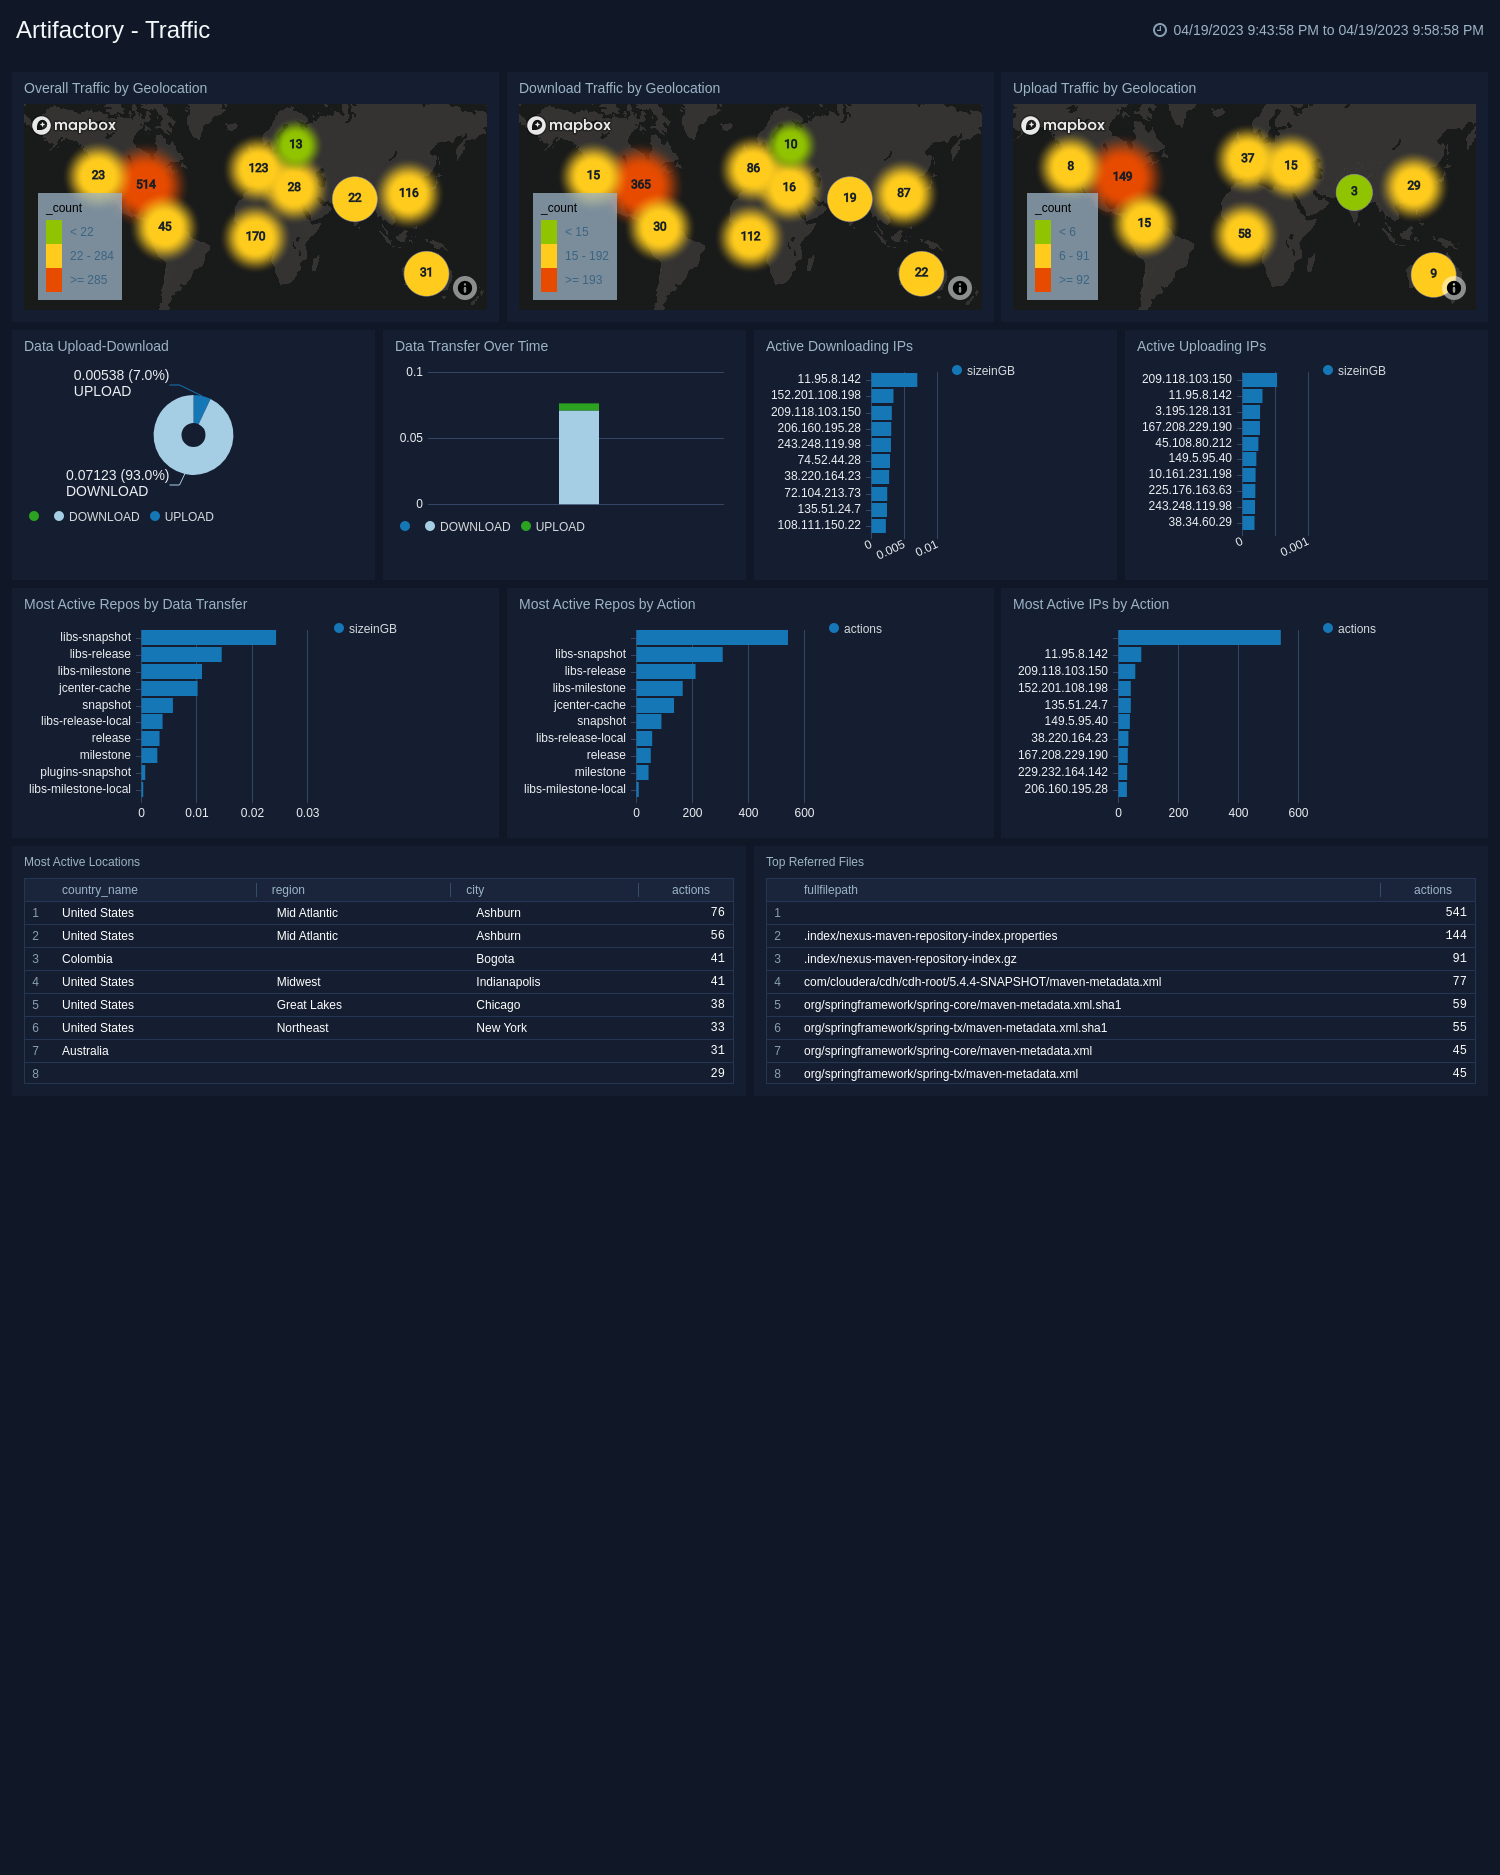 Artifactory - Traffic
04/19/2023 9:43:58 PM to 04/19/2023 9:58:58 PM
Overall Traffic by Geolocation
mapbox
13
123
23
514
28
22
116
45
170
31
_count
< 22
22 - 284
>= 285
Download Traffic by Geolocation
mapbox
10
86
15
365
16
19
87
30
112
22
_count
< 15
15 - 192
>= 193
Upload Traffic by Geolocation
mapbox
37
15
8
149
3
29
15
58
9
_count
< 6
6 - 91
>= 92
Data Upload-Download
0.00538 (7.0%)
UPLOAD
0.07123 (93.0%)
DOWNLOAD
DOWNLOAD UPLOAD
Data Transfer Over Time
0.1
0.05
0
DOWNLOAD UPLOAD
Active Downloading IPs
sizeinGB
11.95.8.142
152.201.108.198
209.118.103.150
206.160.195.28
243.248.119.98
74.52.44.28
38.220.164.23
72.104.213.73
135.51.24.7
108.111.150.22
0 0.005 0.01
Active Uploading IPs
sizeinGB
209.118.103.150
11.95.8.142
3.195.128.131
167.208.229.190
45.108.80.212
149.5.95.40
10.161.231.198
225.176.163.63
243.248.119.98
38.34.60.29
0 0.001
Most Active Repos by Data Transfer
sizeinGB
libs-snapshot
libs-release
libs-milestone
jcenter-cache
snapshot
libs-release-local
release
milestone
plugins-snapshot
libs-milestone-local
0 0.01 0.02 0.03
Most Active Repos by Action
actions
libs-snapshot
libs-release
libs-milestone
jcenter-cache
snapshot
libs-release-local
release
milestone
libs-milestone-local
0 200 400 600
Most Active IPs by Action
actions
11.95.8.142
209.118.103.150
152.201.108.198
135.51.24.7
149.5.95.40
38.220.164.23
167.208.229.190
229.232.164.142
206.160.195.28
0 200 400 600
Most Active Locations
country_name region city actions
1 United States Mid Atlantic Ashburn 76
2 United States Mid Atlantic Ashburn 56
3 Colombia Bogota 41
4 United States Midwest Indianapolis 41
5 United States Great Lakes Chicago 38
6 United States Northeast New York 33
7 Australia 31
8 29
Top Referred Files
fullfilepath actions
1 541
2 .index/nexus-maven-repository-index.properties 144
3 .index/nexus-maven-repository-index.gz 91
4 com/cloudera/cdh/cdh-root/5.4.4-SNAPSHOT/maven-metadata.xml 77
5 org/springframework/spring-core/maven-metadata.xml.sha1 59
6 org/springframework/spring-tx/maven-metadata.xml.sha1 55
7 org/springframework/spring-core/maven-metadata.xml 45
8 org/springframework/spring-tx/maven-metadata.xml 45